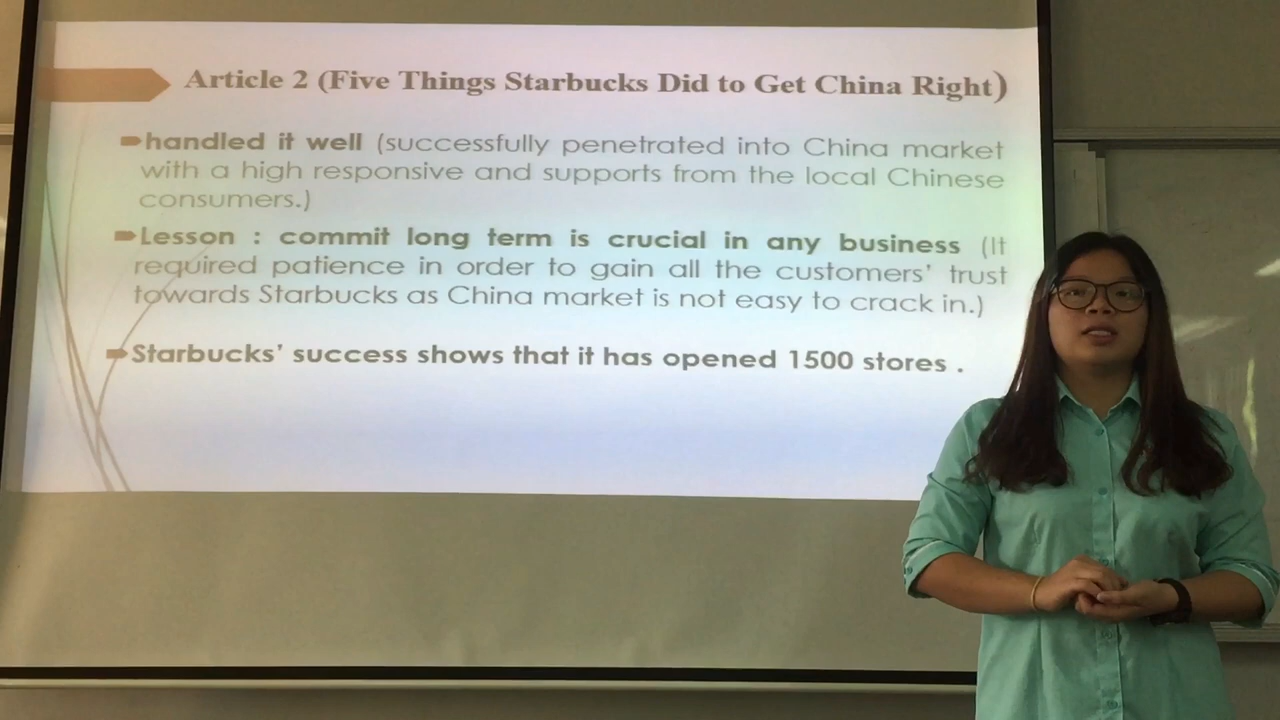 Article 2 (Five Things Starbucks Did to Get China Right)
handled it well (successfully penetrated into China market
with a high responsive and supports from the local Chinese
consumers.)
Lesson : commit long term is crucial in any business (It
required patience in order to gain all the customers' trust
towards Starbucks as China market is not easy to crack in.)
Starbucks' success shows that it has opened 1500 stores .